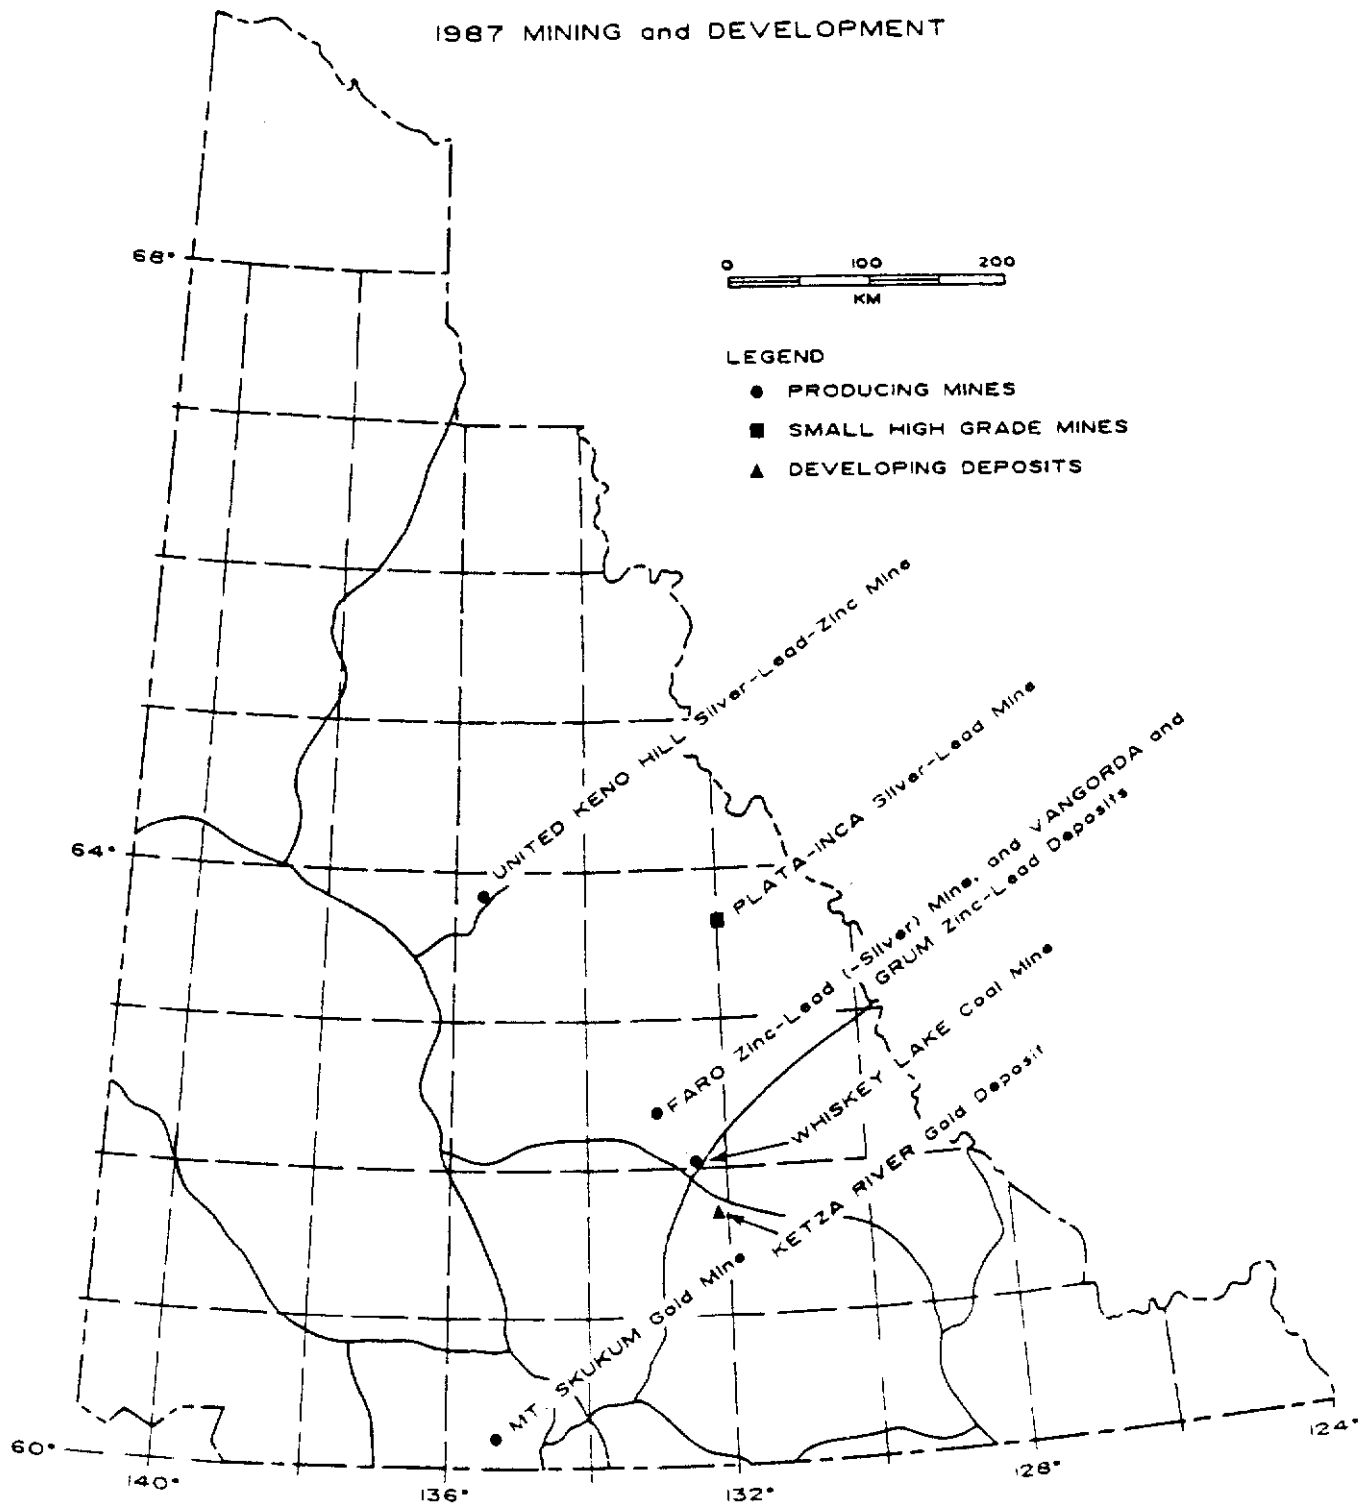 1987 MINING and DEVELOPMENT
68°
0 100 200
KM
LEGEND
● PRODUCING MINES
■ SMALL HIGH GRADE MINES
▲ DEVELOPING DEPOSITS
UNITED KENO HILL Silver-Lead-Zinc Mine
PLATA-INCA Silver-Lead Mine
64°
FARO Zinc-Lead (-Silver) Mine, and VANGORDA and
GRUM Zinc-Lead Deposits
WHISKEY LAKE Coal Mine
KETZA RIVER Gold Deposit
MT. SKUKUM Gold Mine
60°
140°
136°
132°
128°
124°